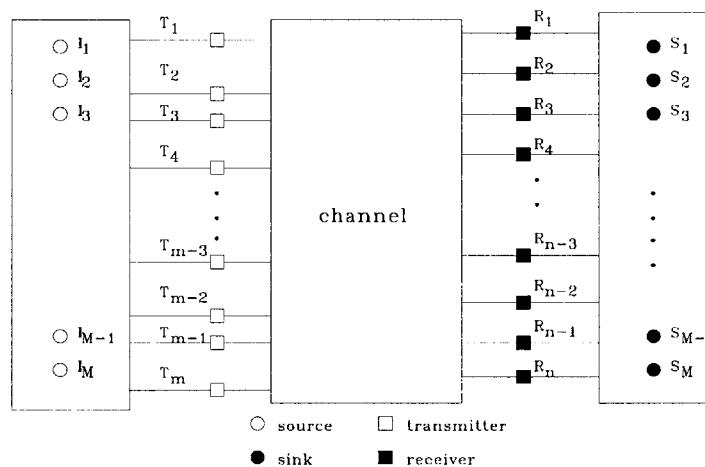 I₁ T₁ R₁ S₁
I₂ T₂ R₂ S₂
I₃ T₃ R₃ S₃
T₄ R₄
channel
Tm−3 Rn−3
Tm−2 Rn−2
IM−1 Tm−1 Rn−1 SM−
IM Tm Rn SM
source transmitter
sink receiver